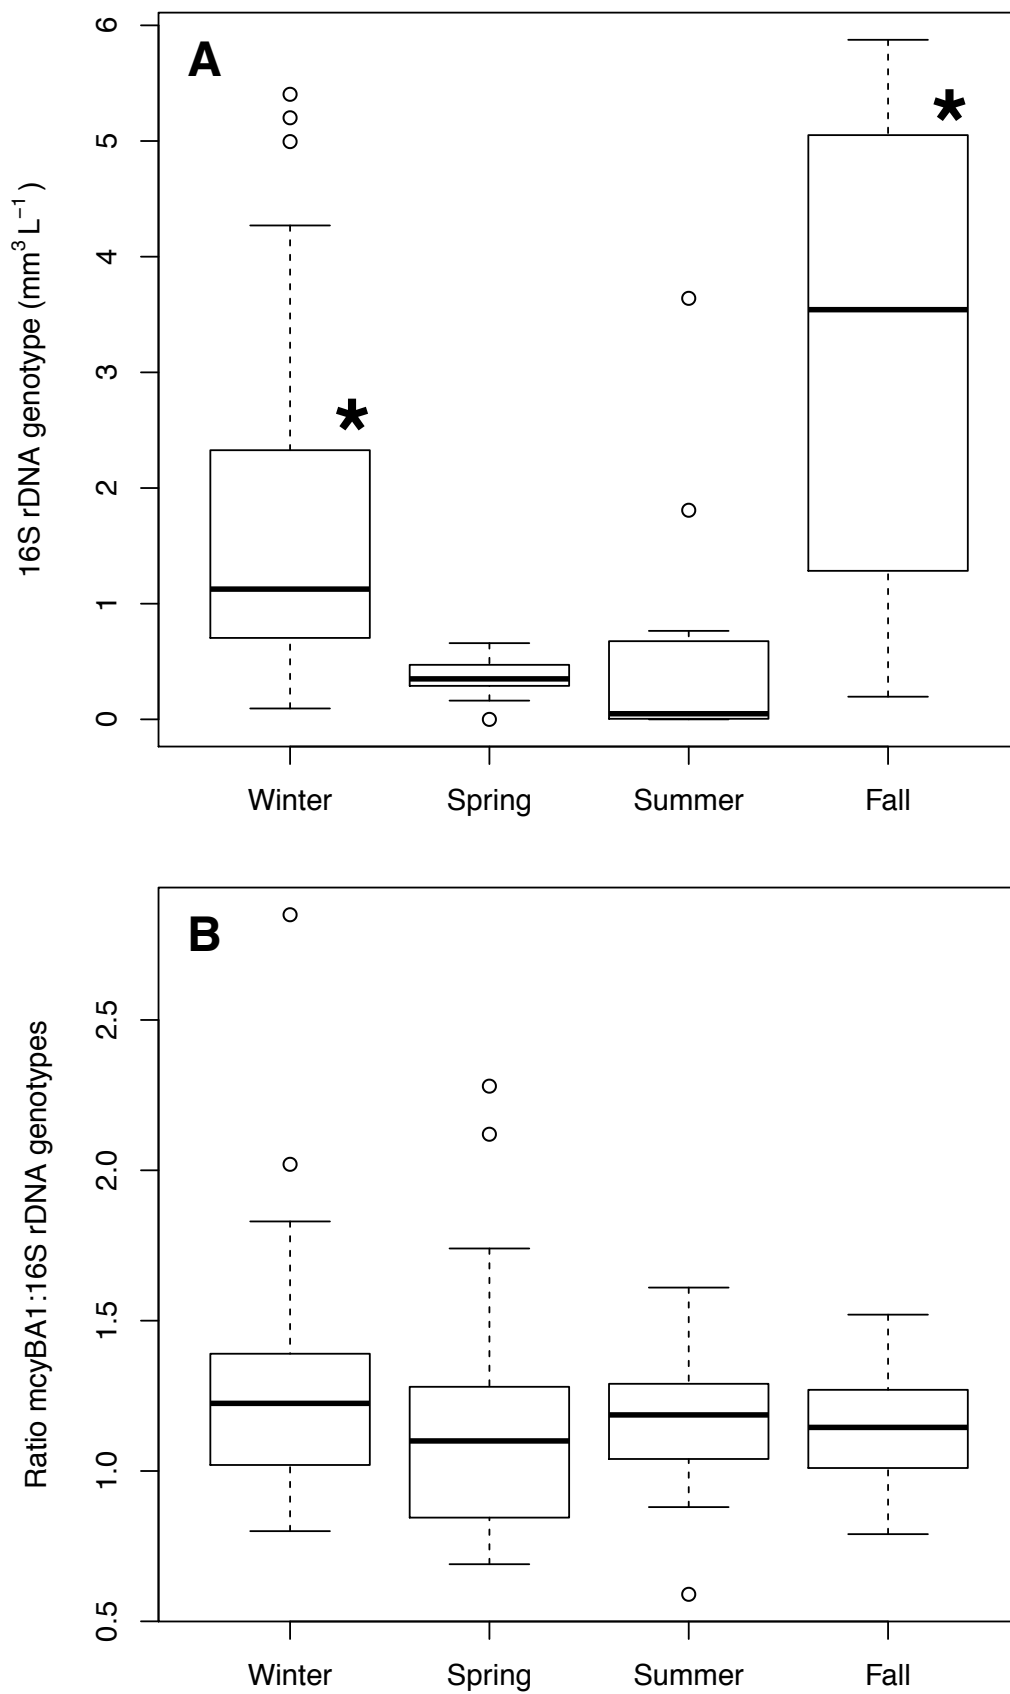 A
16S rDNA genotype (mm³ L⁻¹)
6
5
4
3
2
1
0
*
*
Winter Spring Summer Fall
B
Ratio mcyBA1:16S rDNA genotypes
2.5
2.0
1.5
1.0
0.5
Winter Spring Summer Fall